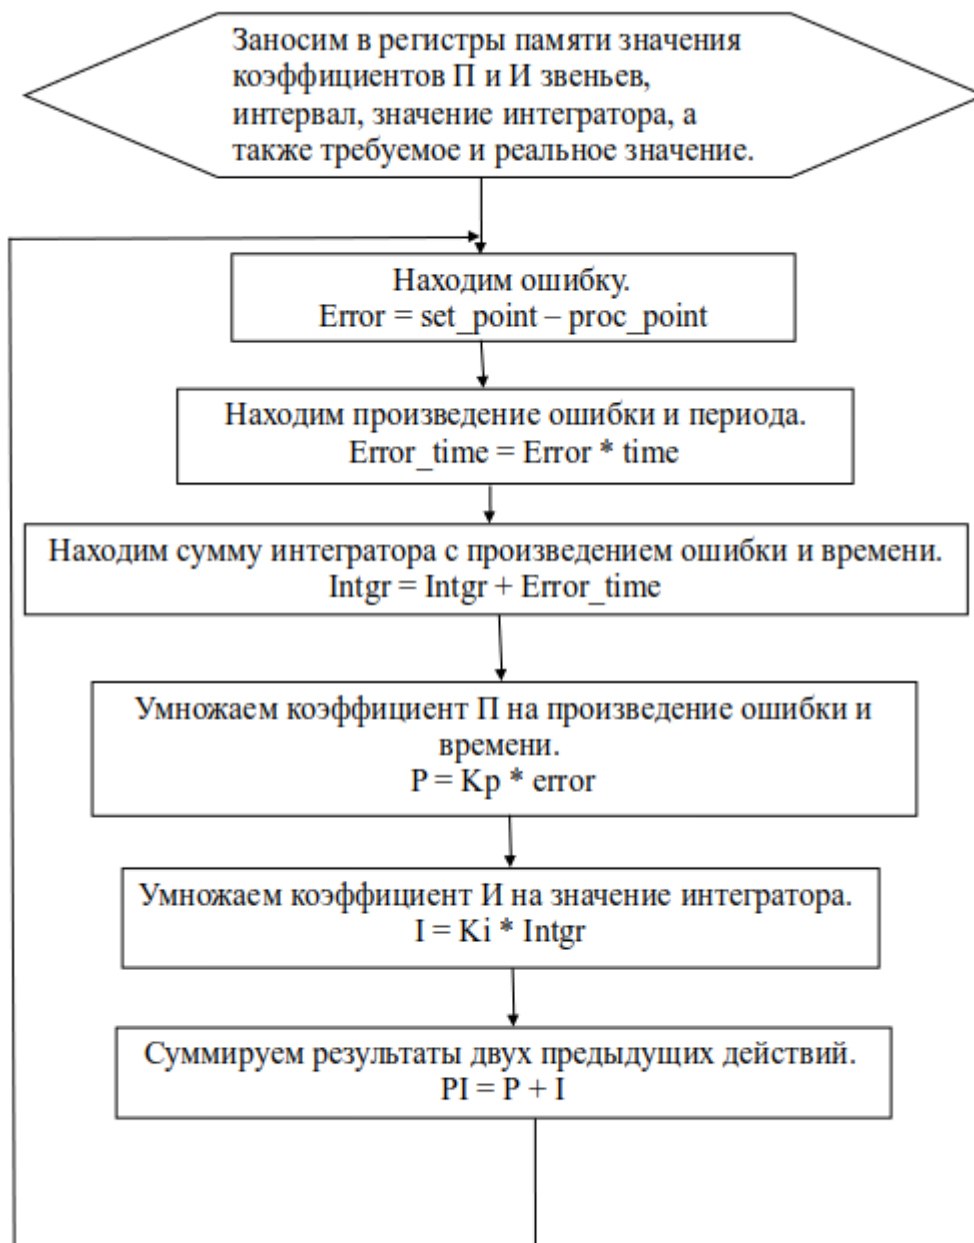 Заносим в регистры памяти значения
коэффициентов П и И звеньев,
интервал, значение интегратора, а
также требуемое и реальное значение.
Находим ошибку.
Error = set_point – proc_point
Находим произведение ошибки и периода.
Error_time = Error * time
Находим сумму интегратора с произведением ошибки и времени.
Intgr = Intgr + Error_time
Умножаем коэффициент П на произведение ошибки и
времени.
P = Kp * error
Умножаем коэффициент И на значение интегратора.
I = Ki * Intgr
Суммируем результаты двух предыдущих действий.
PI = P + I